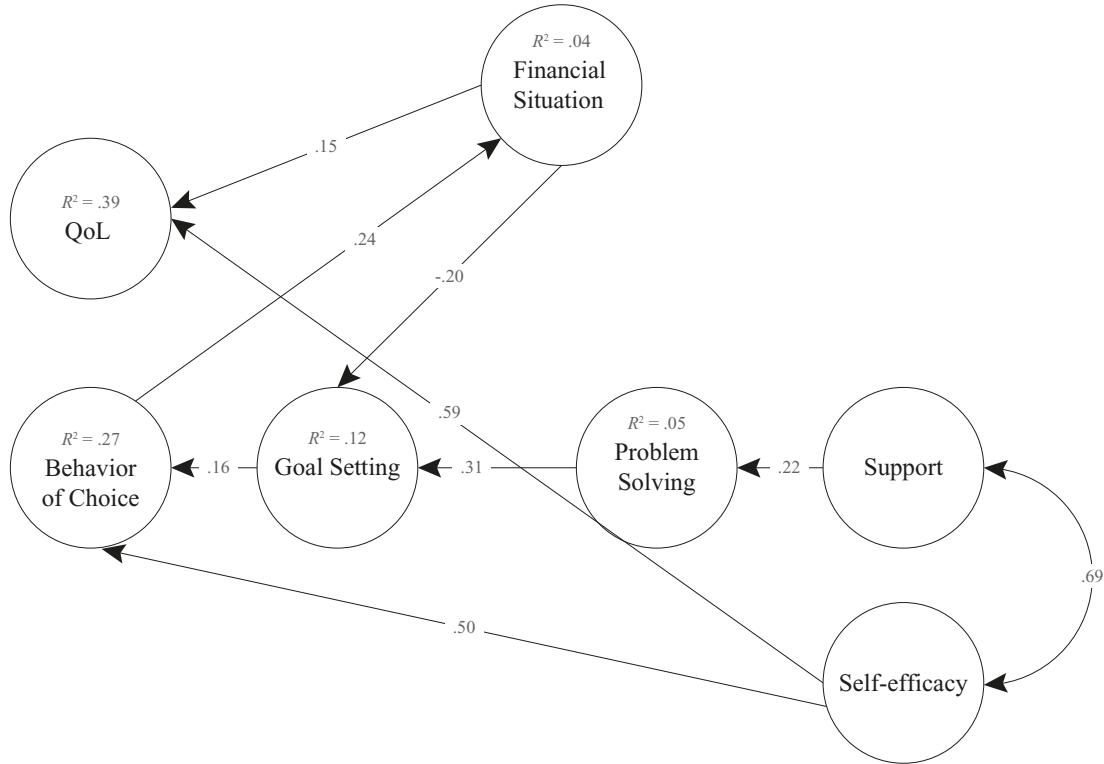 R² = .04
Financial
Situation
.15
R² = .39
QoL
.24
-.20
.59
R² = .27
Behavior
of Choice
.16
R² = .12
Goal Setting
.31
R² = .05
Problem
Solving
.22
Support
.69
.50
Self-efficacy